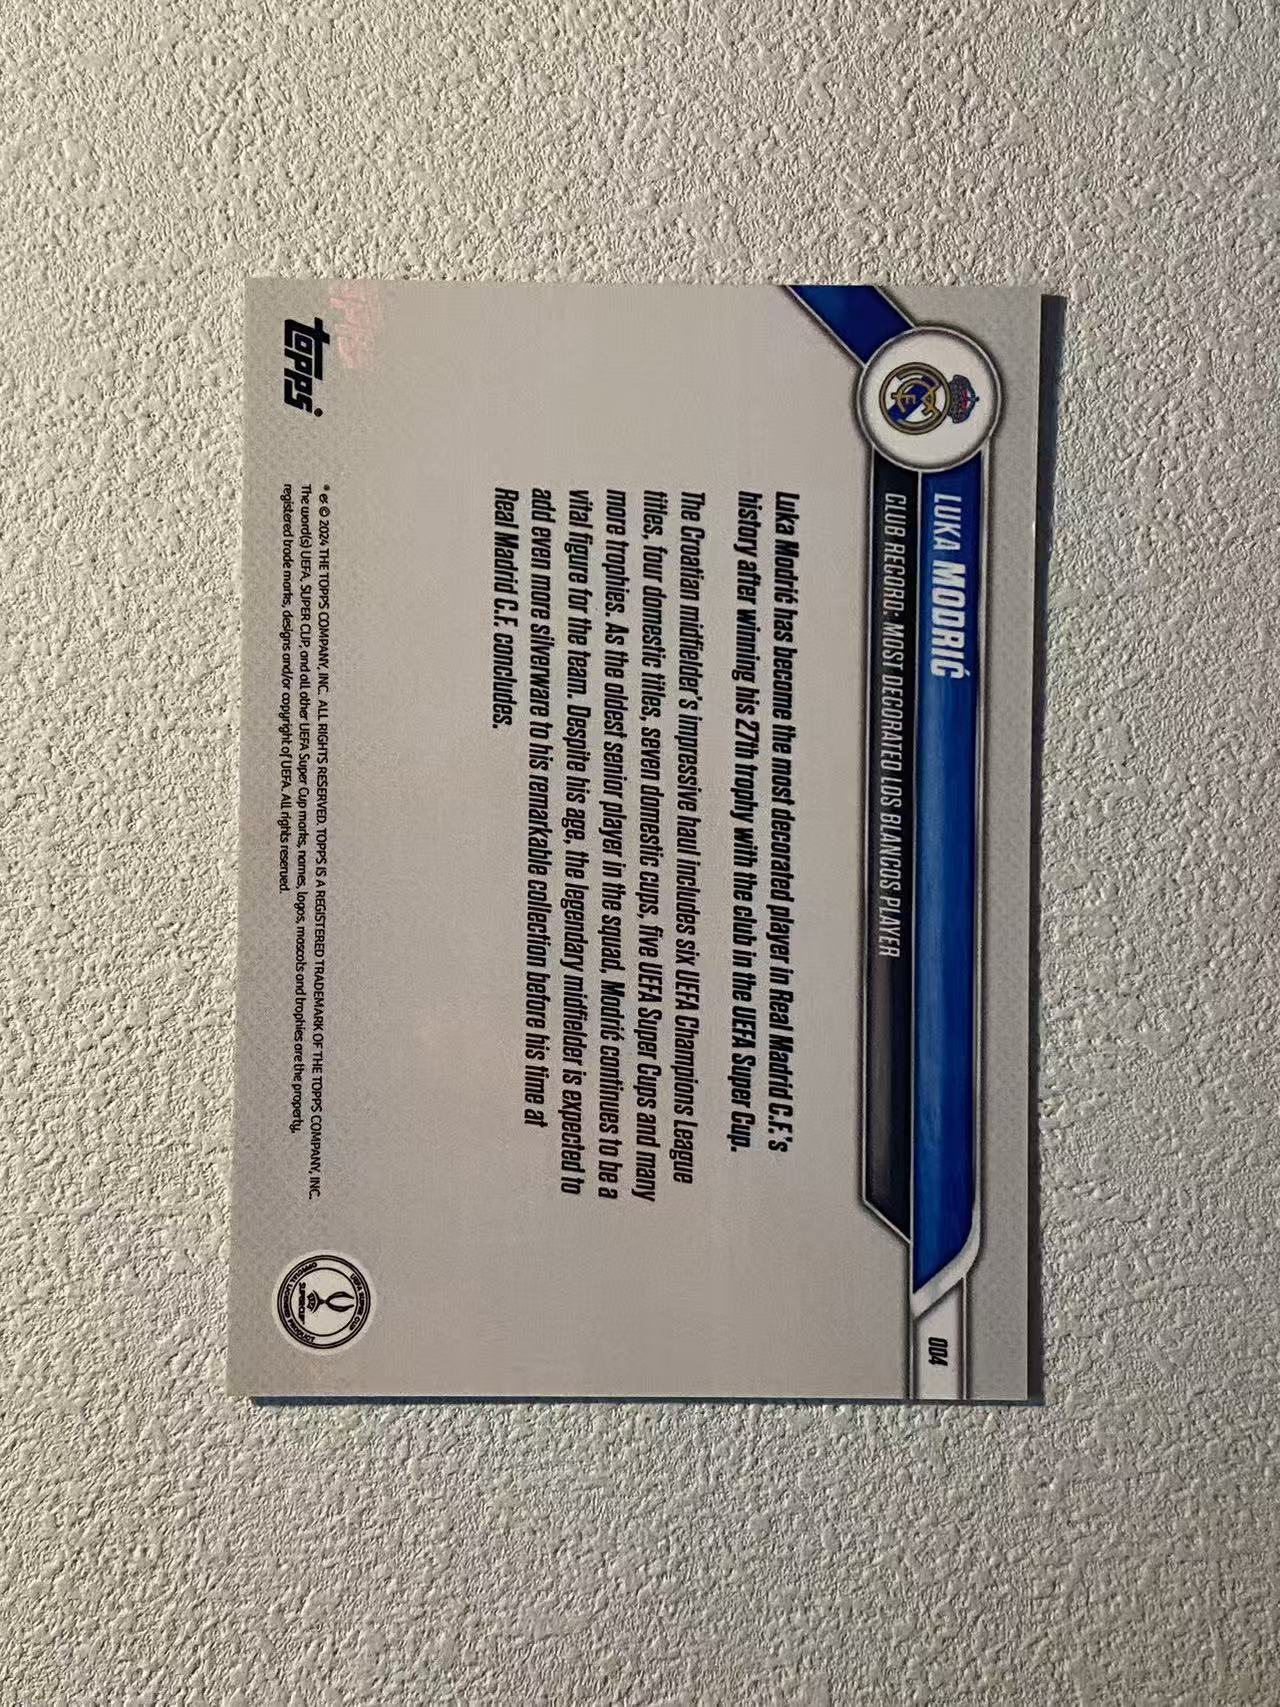 LUKA MODRIĆ
004
CLUB RECORD: MOST DECORATED LOS BLANCOS PLAYER
Luka Modrić has become the most decorated player in Real Madrid C.F.'s
history after winning his 27th trophy with the club in the UEFA Super Cup.
The Croatian midfielder's impressive haul includes six UEFA Champions League
titles, four domestic titles, seven domestic cups, five UEFA Super Cups and many
more trophies. As the oldest senior player in the squad, Modrić continues to be a
vital figure for the team. Despite his age, the legendary midfielder is expected to
add even more silverware to his remarkable collection before his time at
Real Madrid C.F. concludes.
topps®
© 2024 THE TOPPS COMPANY, INC. ALL RIGHTS RESERVED. TOPPS IS A REGISTERED TRADEMARK OF THE TOPPS COMPANY, INC.
The word(s) UEFA, SUPER CUP, and all other UEFA Super Cup marks, names, logos, mascots and trophies are the property,
registered trade marks, designs and/or copyright of UEFA. All rights reserved.
UEFA SUPER CUP
SUPERCUP
OFFICIAL LICENSED PRODUCT